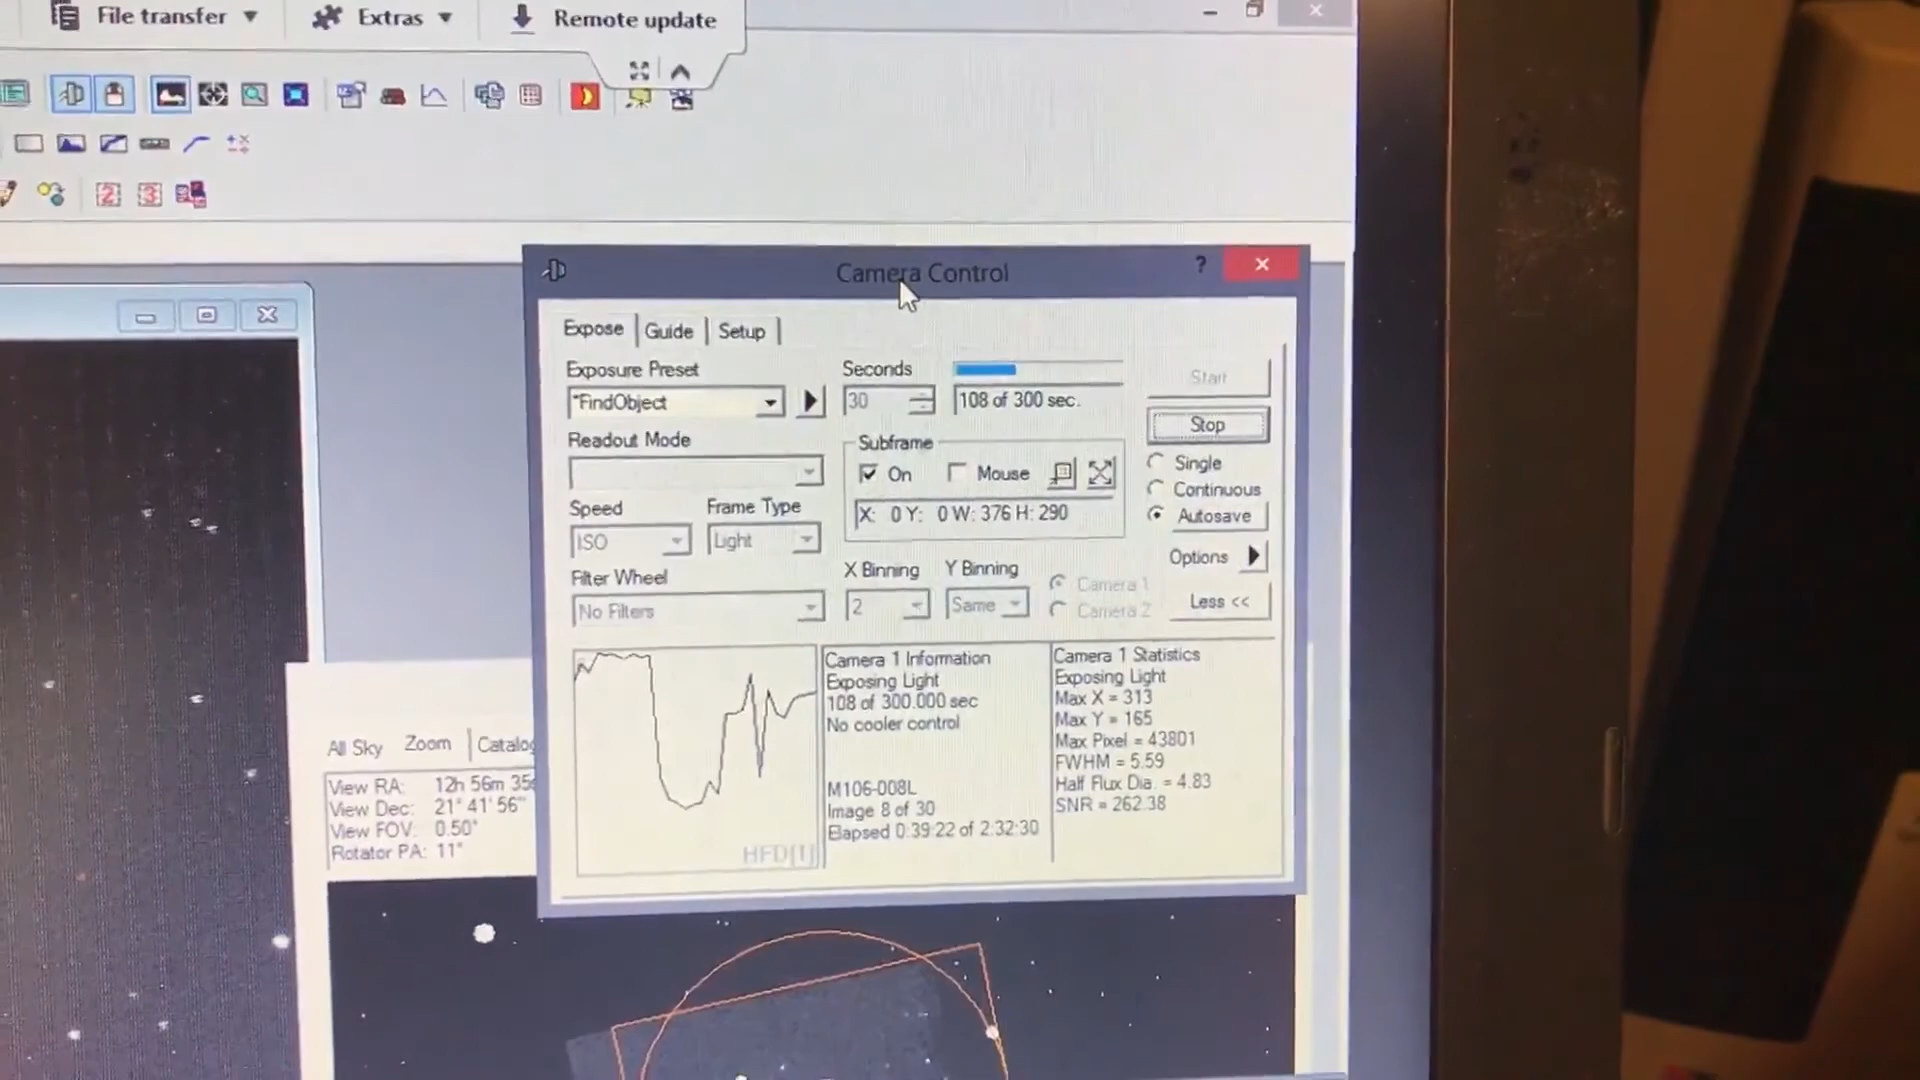 File transfer
Extras
Remote update
Camera Control
?
Expose
Guide
Setup
Exposure Preset
*FindObject
Seconds
30
108 of 300 sec.
Start
Stop
Readout Mode
Subframe
On
Mouse
X: 0 Y: 0 W: 376 H: 290
Single
Continuous
Autosave
Speed
ISO
Frame Type
Light
Options
Filter Wheel
No Filters
X Binning
2
Y Binning
Same
Camera 1
Camera 2
Less <<
HFD[1]
Camera 1 Information
Exposing Light
108 of 300.000 sec
No cooler control
M106-008L
Image 8 of 30
Elapsed 0:39:22 of 2:32:30
Camera 1 Statistics
Exposing Light
Max X = 313
Max Y = 165
Max Pixel = 43801
FWHM = 5.59
Half Flux Dia. = 4.83
SNR = 262.38
All Sky
Zoom
Catalog
View RA: 12h 56m 35s
View Dec: 21° 41' 56"
View FOV: 0.50°
Rotator PA: 11°
2
3